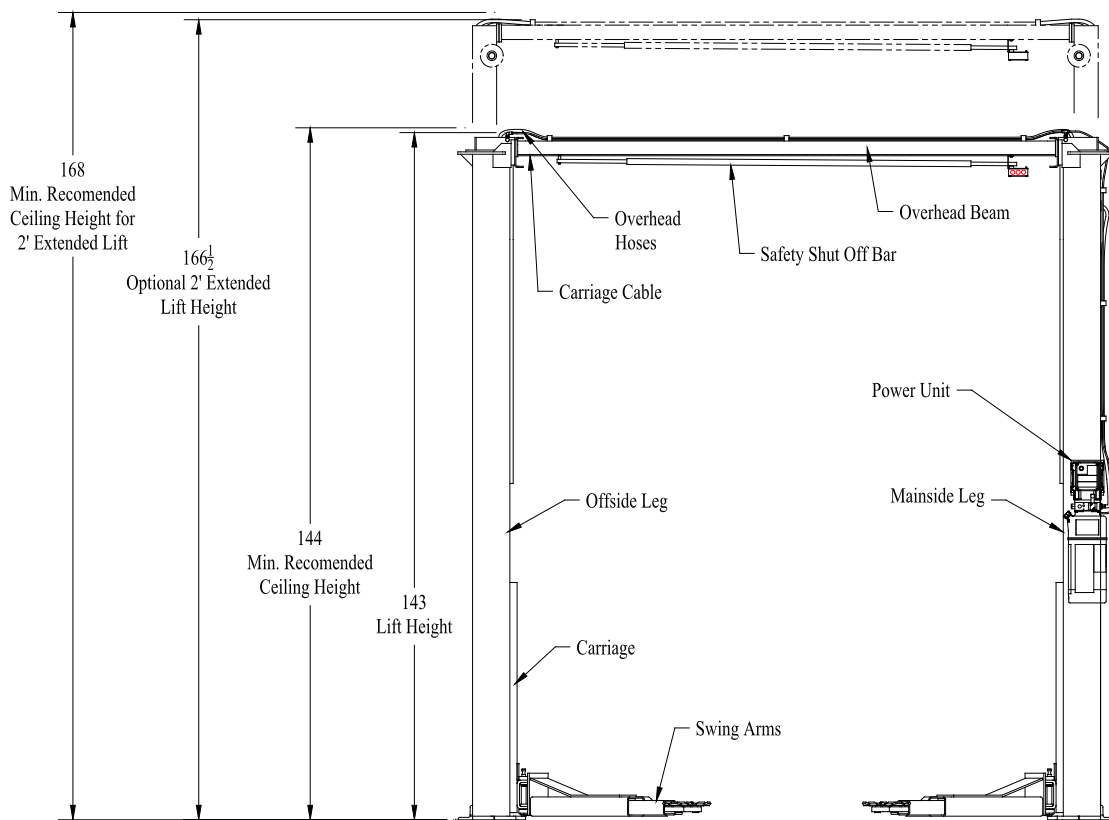 168
Min. Recomended
Ceiling Height for
2' Extended Lift
166½
Optional 2' Extended
Lift Height
144
Min. Recomended
Ceiling Height
143
Lift Height
Overhead
Hoses
Carriage Cable
Safety Shut Off Bar
Overhead Beam
Power Unit
Offside Leg
Mainside Leg
Carriage
Swing Arms